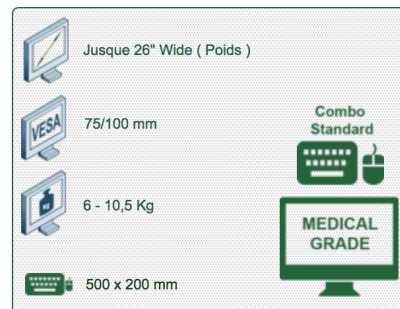 Jusque 26" Wide ( Poids )
VESA
75/100 mm
Combo
Standard
KG
6 - 10,5 Kg
MEDICAL
GRADE
500 x 200 mm